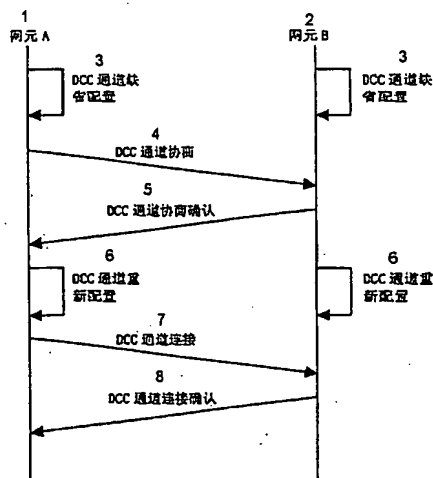 1
网元 A
2
网元 B
3
DCC 通道缺
省配置
3
DCC 通道缺
省配置
4
DCC 通道协商
5
DCC 通道协商确认
6
DCC 通道重
新配置
6
DCC 通道重
新配置
7
DCC 通道连接
8
DCC 通道连接确认